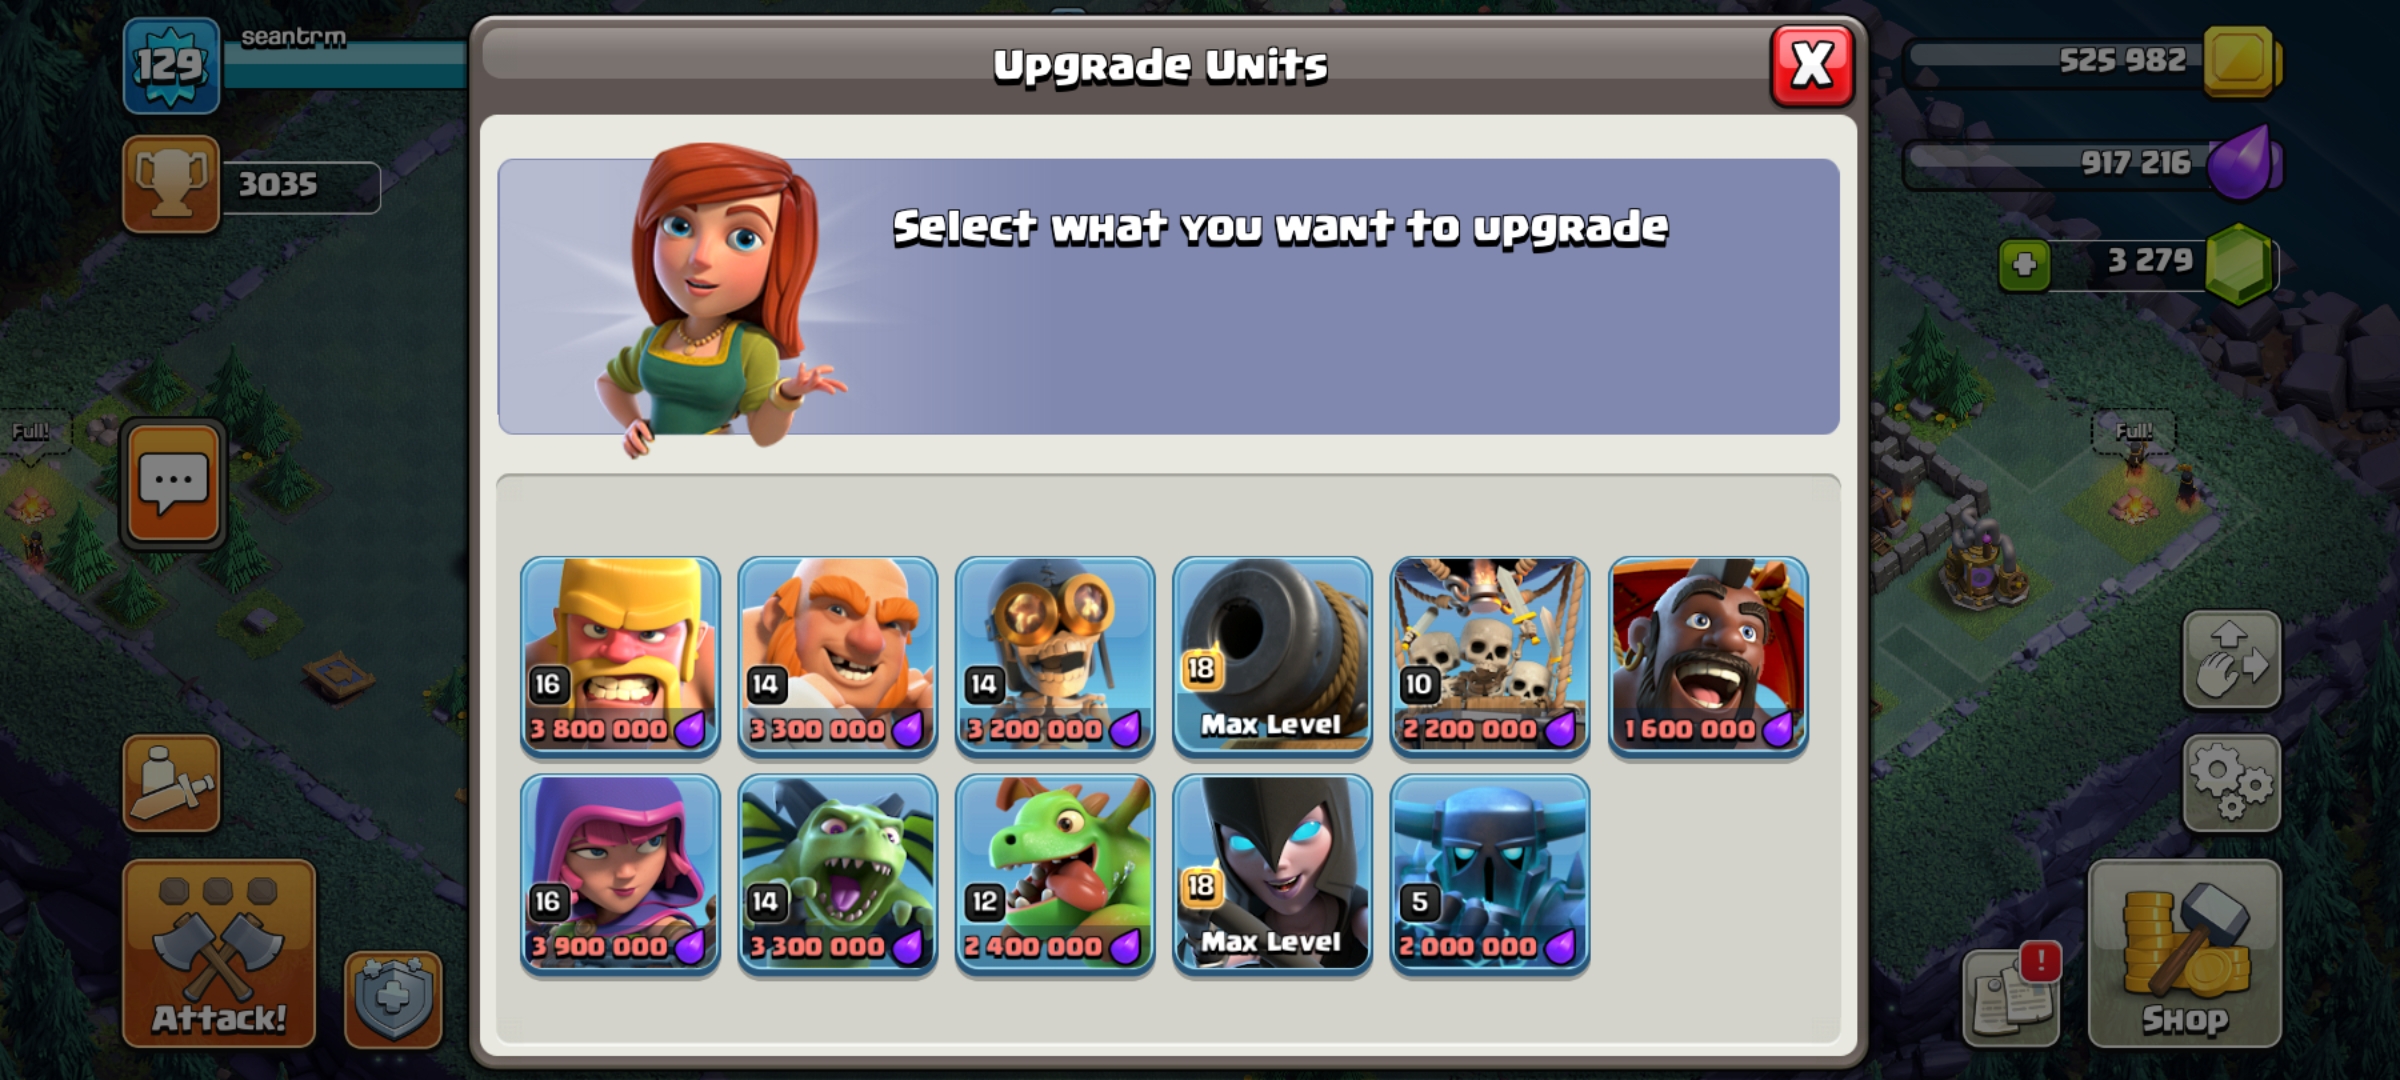 129
seantrm
Upgrade Units
X
525 982
3035
917 216
3 279
Select what you want to upgrade
Full!
Full!
16
3 800 000
14
3 300 000
14
3 200 000
18
Max Level
10
2 200 000
1 600 000
16
3 900 000
14
3 300 000
12
2 400 000
18
Max Level
5
2 000 000
Attack!
!
Shop